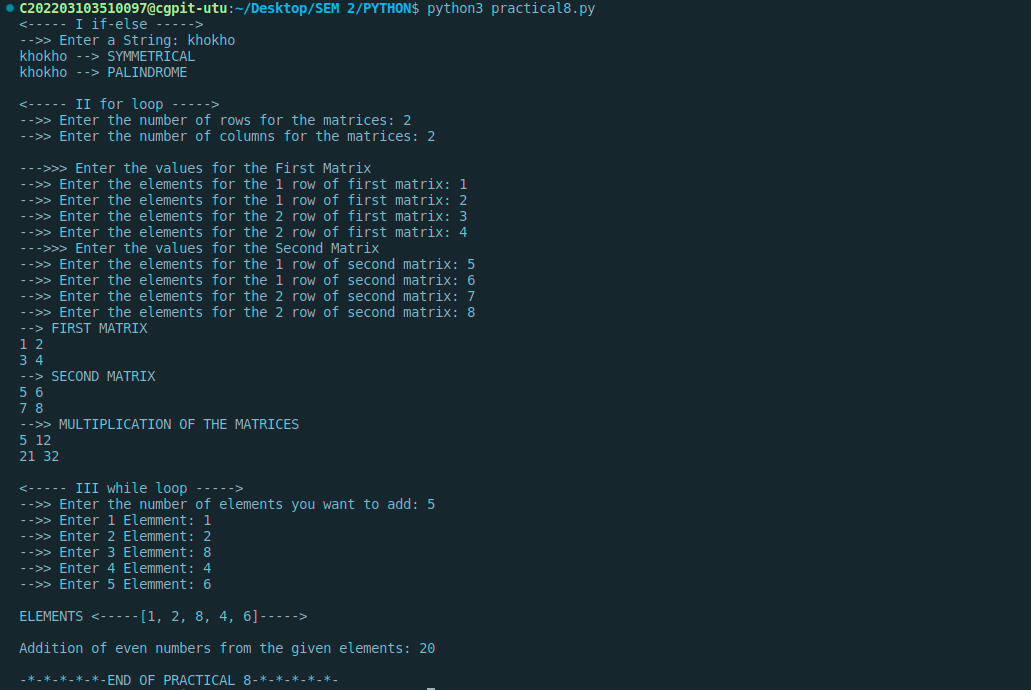 C202203103510097@cgpit-utu:~/Desktop/SEM 2/PYTHON$ python3 practical8.py
<----- I if-else ----->
-->> Enter a String: khokho
khokho --> SYMMETRICAL
khokho --> PALINDROME
<----- II for loop ----->
-->> Enter the number of rows for the matrices: 2
-->> Enter the number of columns for the matrices: 2
--->>> Enter the values for the First Matrix
-->> Enter the elements for the 1 row of first matrix: 1
-->> Enter the elements for the 1 row of first matrix: 2
-->> Enter the elements for the 2 row of first matrix: 3
-->> Enter the elements for the 2 row of first matrix: 4
--->>> Enter the values for the Second Matrix
-->> Enter the elements for the 1 row of second matrix: 5
-->> Enter the elements for the 1 row of second matrix: 6
-->> Enter the elements for the 2 row of second matrix: 7
-->> Enter the elements for the 2 row of second matrix: 8
--> FIRST MATRIX
1 2
3 4
--> SECOND MATRIX
5 6
7 8
-->> MULTIPLICATION OF THE MATRICES
5 12
21 32
<----- III while loop ----->
-->> Enter the number of elements you want to add: 5
-->> Enter 1 Elemment: 1
-->> Enter 2 Elemment: 2
-->> Enter 3 Elemment: 8
-->> Enter 4 Elemment: 4
-->> Enter 5 Elemment: 6
ELEMENTS <-----[1, 2, 8, 4, 6]----->
Addition of even numbers from the given elements: 20
-*-*-*-*-*-END OF PRACTICAL 8-*-*-*-*-*-